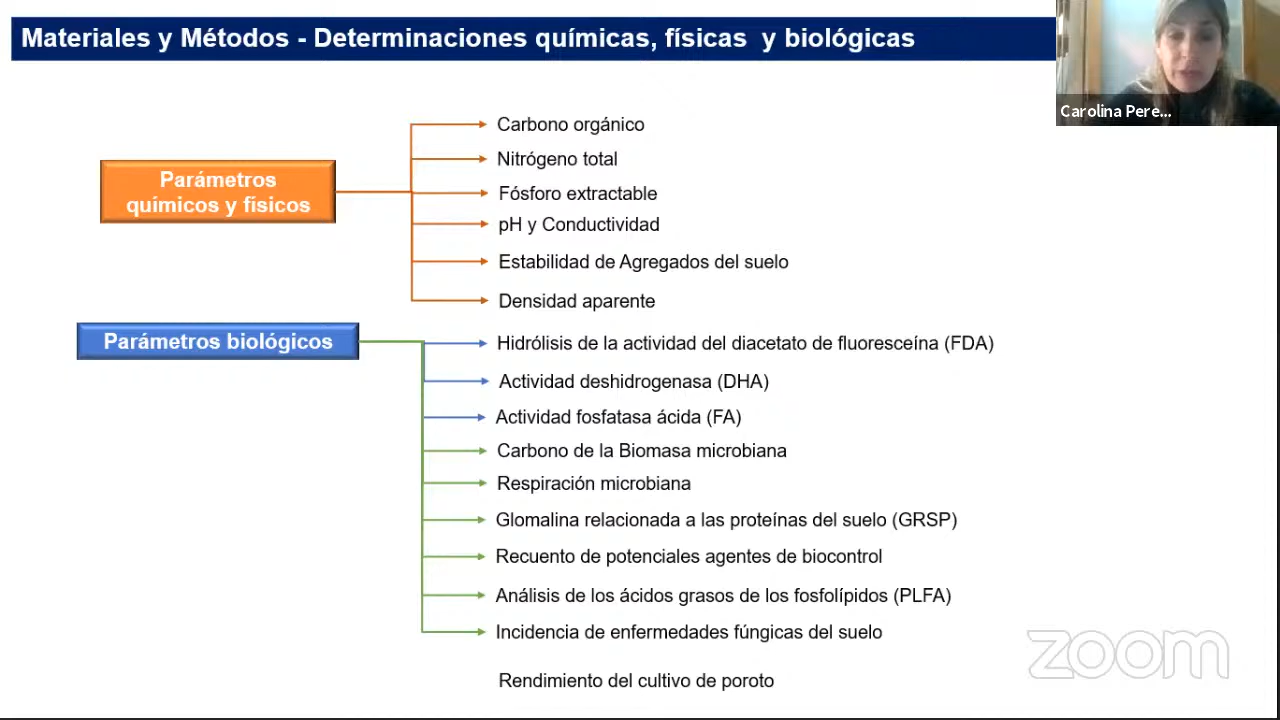 Materiales y Métodos - Determinaciones químicas, físicas y biológicas
Carolina Pere...
Carbono orgánico
Nitrógeno total
Parámetros
químicos y físicos
Fósforo extractable
pH y Conductividad
Estabilidad de Agregados del suelo
Densidad aparente
Parámetros biológicos
Hidrólisis de la actividad del diacetato de fluoresceína (FDA)
Actividad deshidrogenasa (DHA)
Actividad fosfatasa ácida (FA)
Carbono de la Biomasa microbiana
Respiración microbiana
Glomalina relacionada a las proteínas del suelo (GRSP)
Recuento de potenciales agentes de biocontrol
Análisis de los ácidos grasos de los fosfolípidos (PLFA)
Incidencia de enfermedades fúngicas del suelo
zoom
Rendimiento del cultivo de poroto